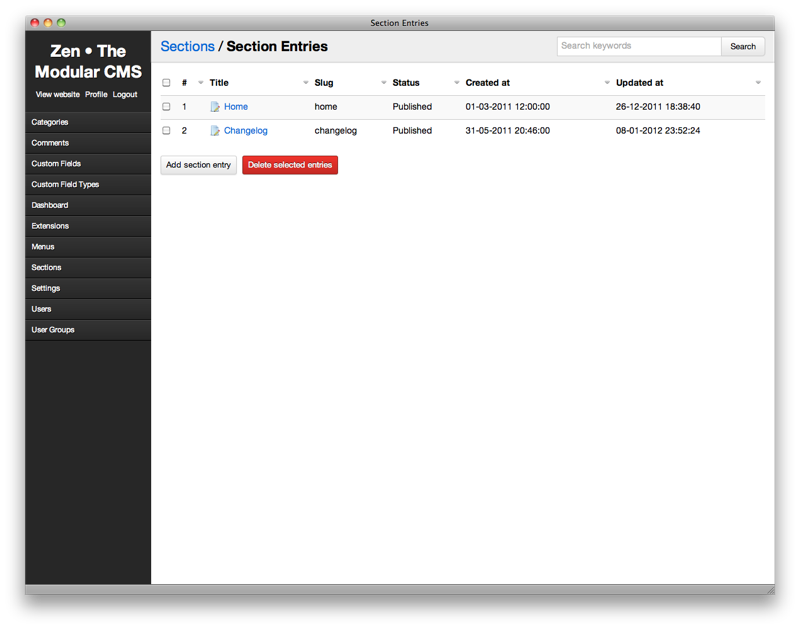 Section Entries
Zen • The
Modular CMS
View website Profile Logout
Categories
Comments
Custom Fields
Custom Field Types
Dashboard
Extensions
Menus
Sections
Settings
Users
User Groups
Sections / Section Entries
Search keywords Search
# Title Slug Status Created at Updated at
1 Home home Published 01-03-2011 12:00:00 26-12-2011 18:38:40
2 Changelog changelog Published 31-05-2011 20:46:00 08-01-2012 23:52:24
Add section entry Delete selected entries